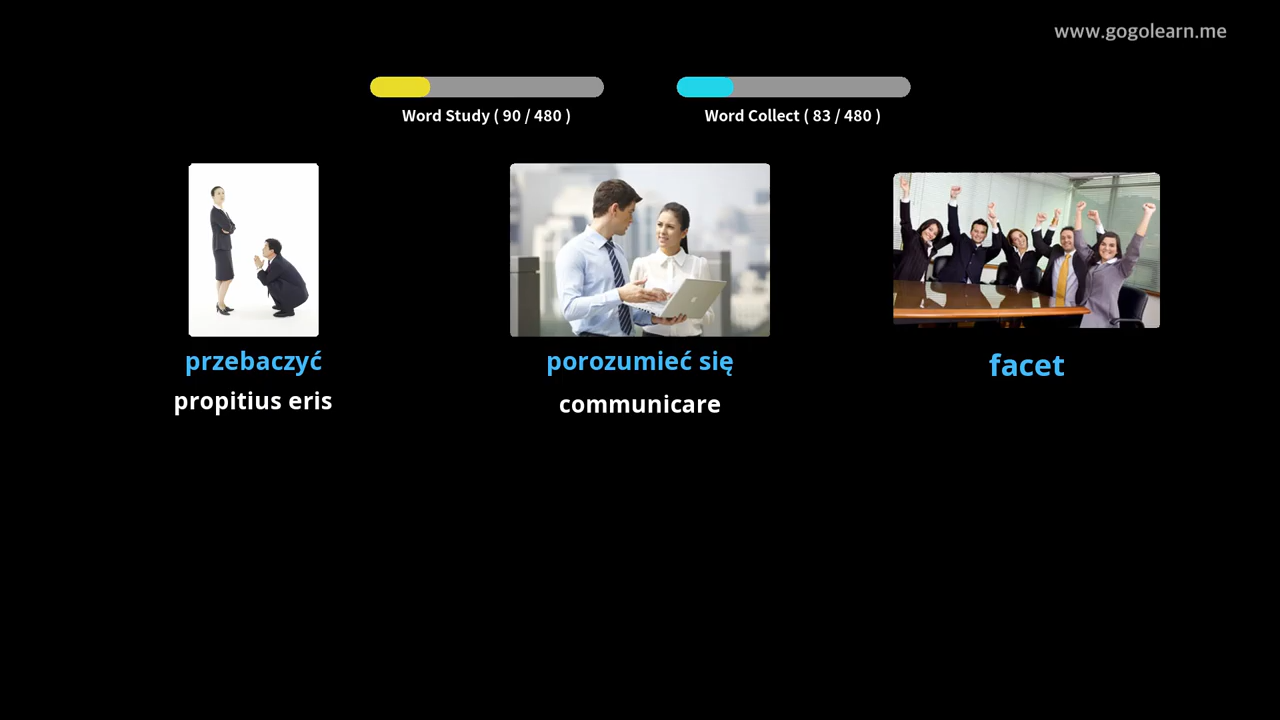 www.gogolearn.me
Word Study ( 90 / 480 )
Word Collect ( 83 / 480 )
przebaczyć
porozumieć się
facet
propitius eris
communicare